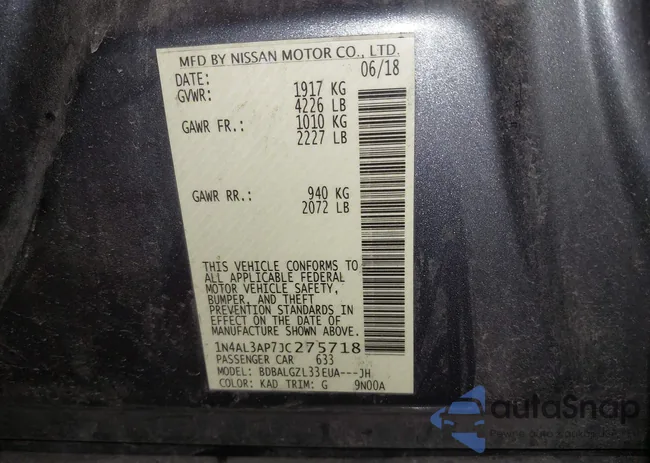 MFD BY NISSAN MOTOR CO., LTD.
DATE: 06/18
GVWR: 1917 KG
4226 LB
GAWR FR.: 1010 KG
2227 LB
GAWR RR.: 940 KG
2072 LB
THIS VEHICLE CONFORMS TO
ALL APPLICABLE FEDERAL
MOTOR VEHICLE SAFETY,
BUMPER, AND THEFT
PREVENTION STANDARDS IN
EFFECT ON THE DATE OF
MANUFACTURE SHOWN ABOVE.
1N4AL3AP7JC275718
PASSENGER CAR 633
MODEL: BDBALGZL33EUA---JH
COLOR: KAD TRIM: G 9N00A
autoSnap